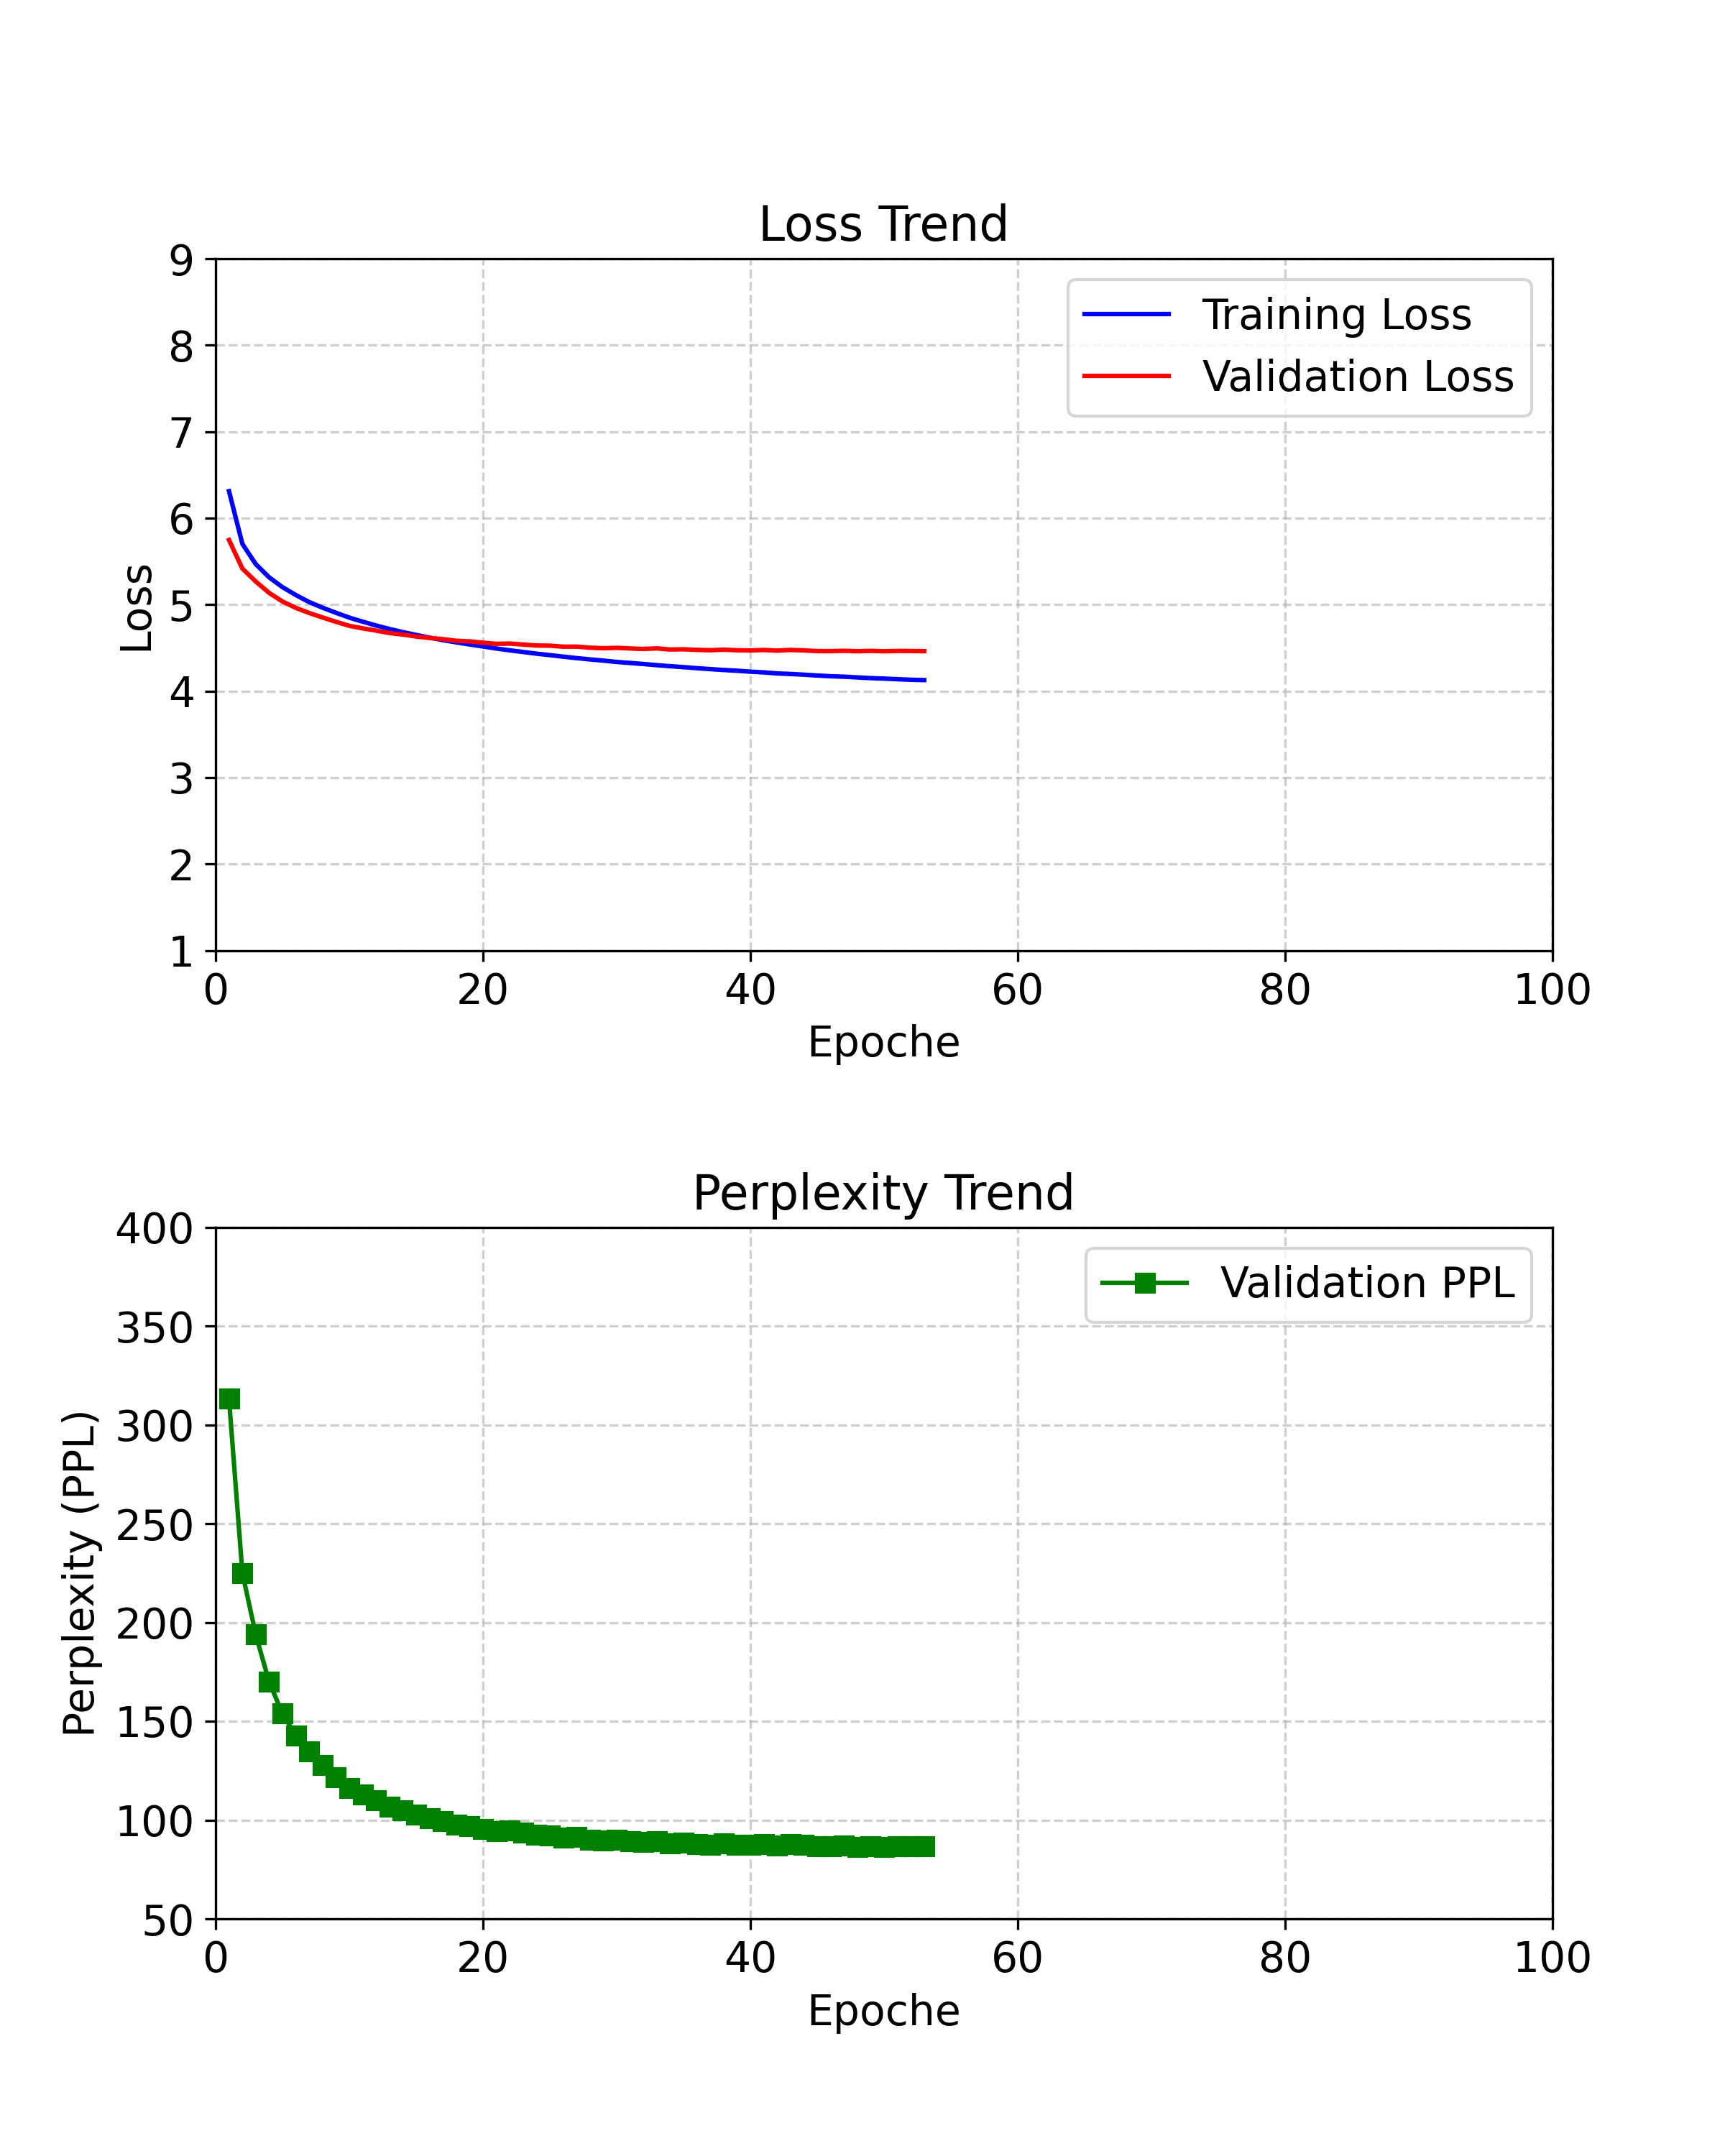 Loss Trend
9
8
7
6
5
4
3
2
1
Loss
Training Loss
Validation Loss
0 20 40 60 80 100
Epoche
Perplexity Trend
400
350
300
250
200
150
100
50
Perplexity (PPL)
Validation PPL
0 20 40 60 80 100
Epoche